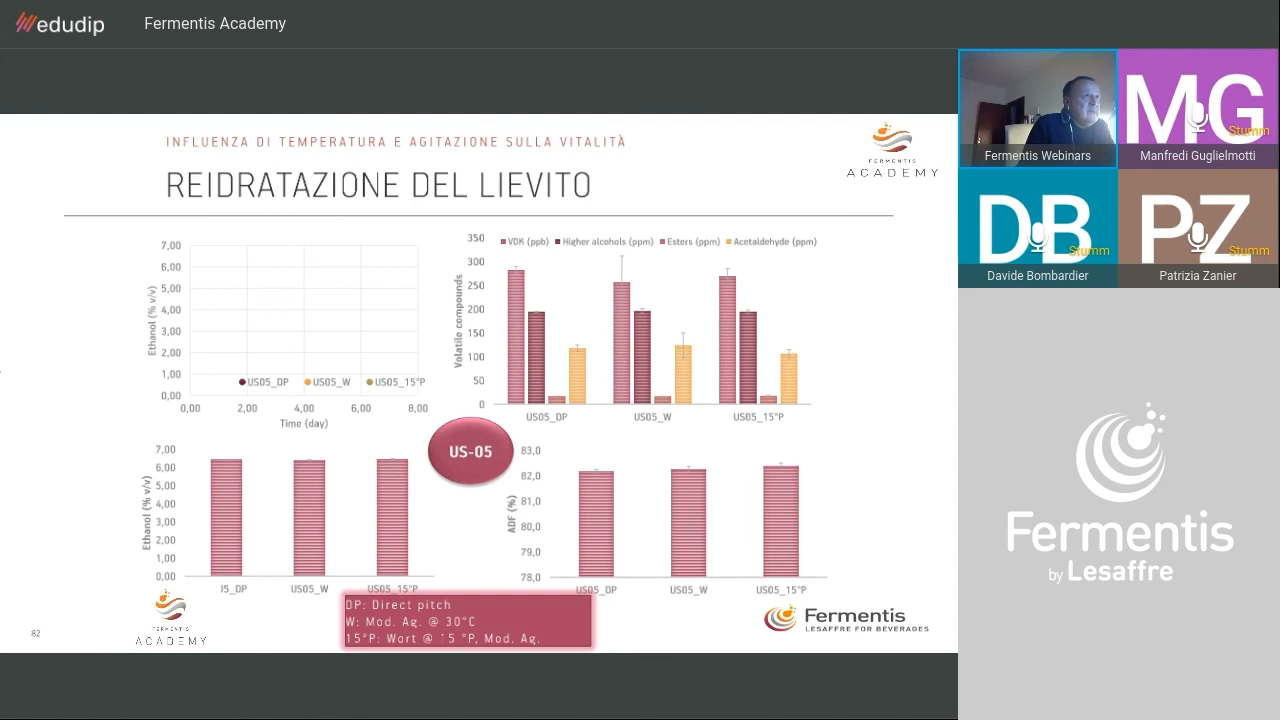 edudip
Fermentis Academy
INFLUENZA DI TEMPERATURA E AGITAZIONE SULLA VITALITÀ
REIDRATAZIONE DEL LIEVITO
FERMENTIS
ACADEMY
7,00
6,00
5,00
4,00
3,00
2,00
1,00
0,00
Ethanol (% v/v)
US05_DP US05_W US05_15°P
0,00 2,00 4,00 6,00 8,00
Time (day)
350
300
250
200
150
100
50
0
Volatile compounds
VDK (ppb) Higher alcohols (ppm) Esters (ppm) Acetaldehyde (ppm)
US05_DP US05_W US05_15°P
US-05
7,00
6,00
5,00
4,00
3,00
2,00
1,00
0,00
Ethanol (% v/v)
I5_DP US05_W US05_15°P
83,0
82,0
81,0
80,0
79,0
78,0
ADF (%)
US05_DP US05_W US05_15°P
DP: Direct pitch
W: Mod. Ag. @ 30°C
15°P: Wort @ 15 °P, Mod. Ag.
82
FERMENTIS
ACADEMY
Fermentis
LESAFFRE FOR BEVERAGES
Fermentis Webinars
MG
Stumm
Manfredi Guglielmotti
DB
Stumm
Davide Bombardier
PZ
Stumm
Patrizia Zanier
Fermentis
by Lesaffre